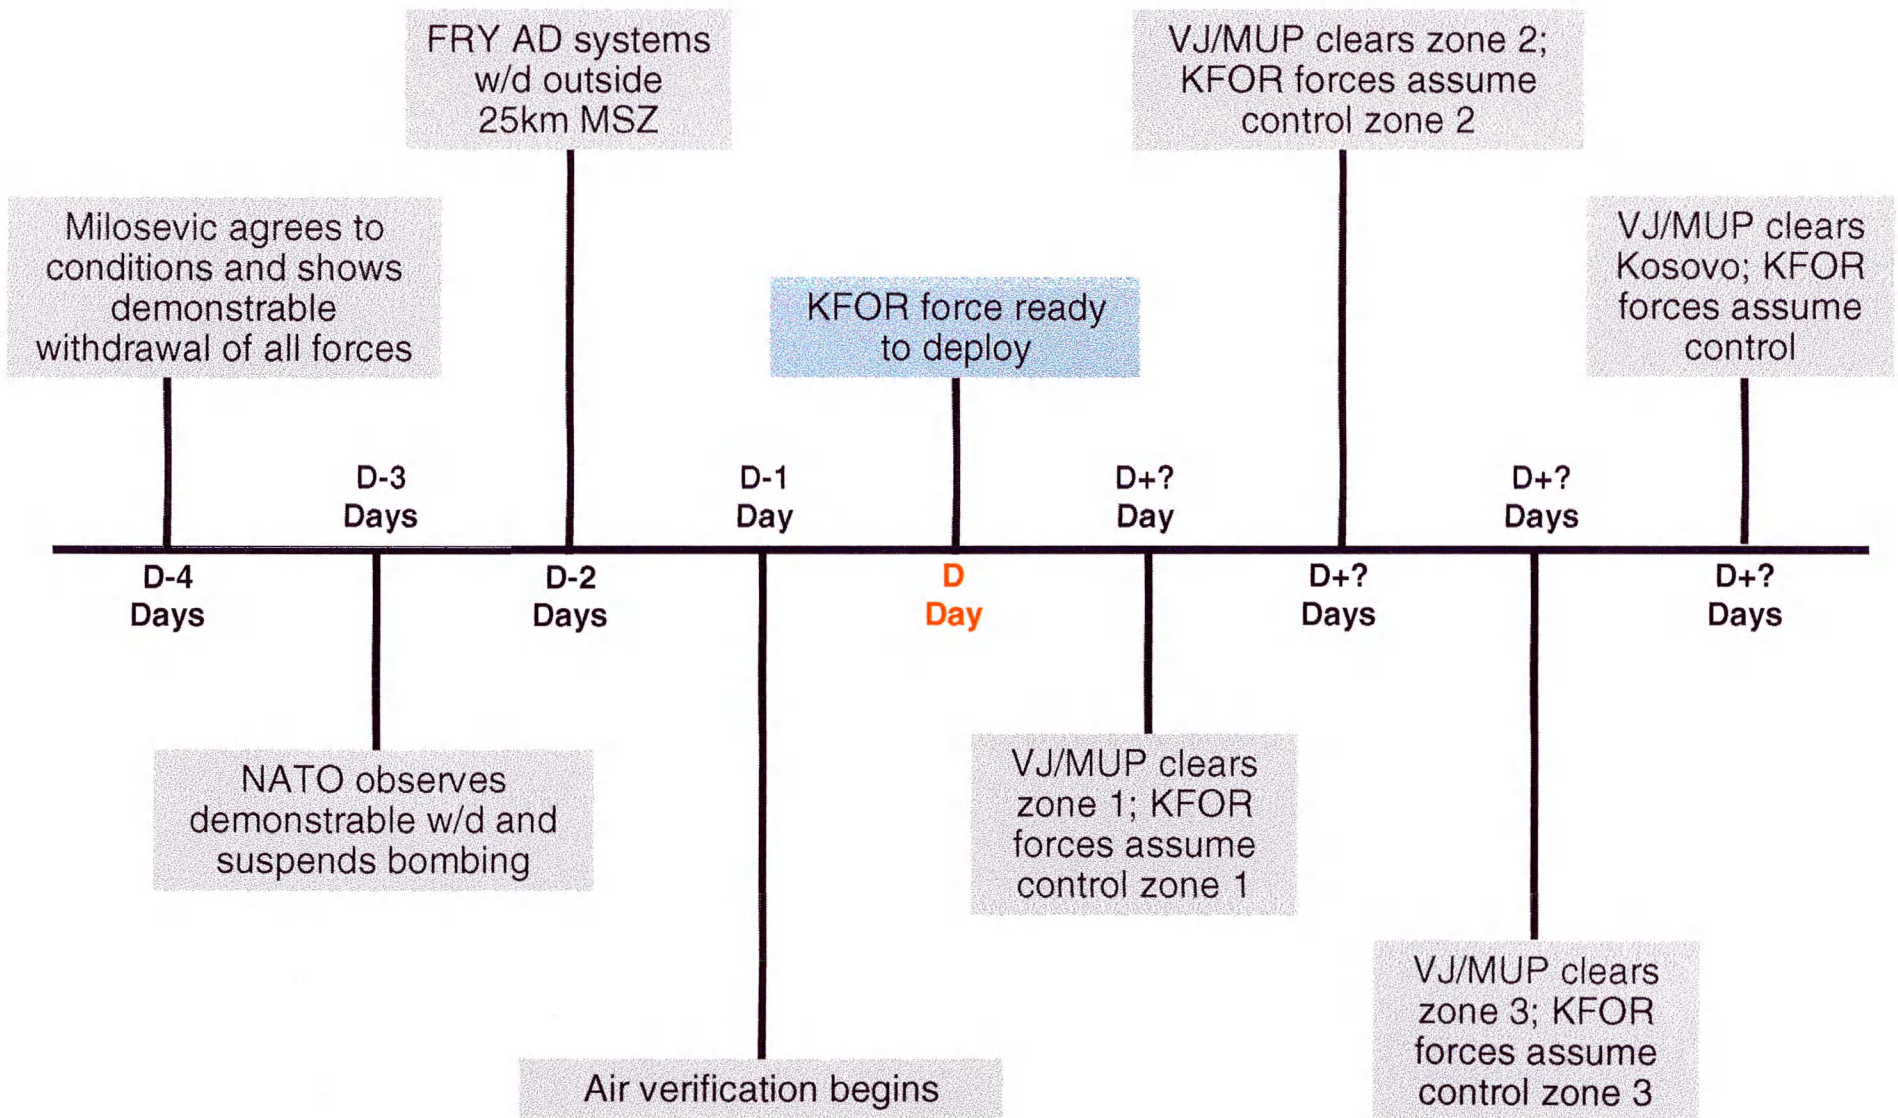 FRY AD systems
w/d outside
25km MSZ
VJ/MUP clears zone 2;
KFOR forces assume
control zone 2
Milosevic agrees to
conditions and shows
demonstrable
withdrawal of all forces
KFOR force ready
to deploy
VJ/MUP clears
Kosovo; KFOR
forces assume
control
D-3
Days
D-1
Day
D+?
Day
D+?
Days
D-4
Days
D-2
Days
D
Day
D+?
Days
D+?
Days
NATO observes
demonstrable w/d and
suspends bombing
VJ/MUP clears
zone 1; KFOR
forces assume
control zone 1
Air verification begins
VJ/MUP clears
zone 3; KFOR
forces assume
control zone 3